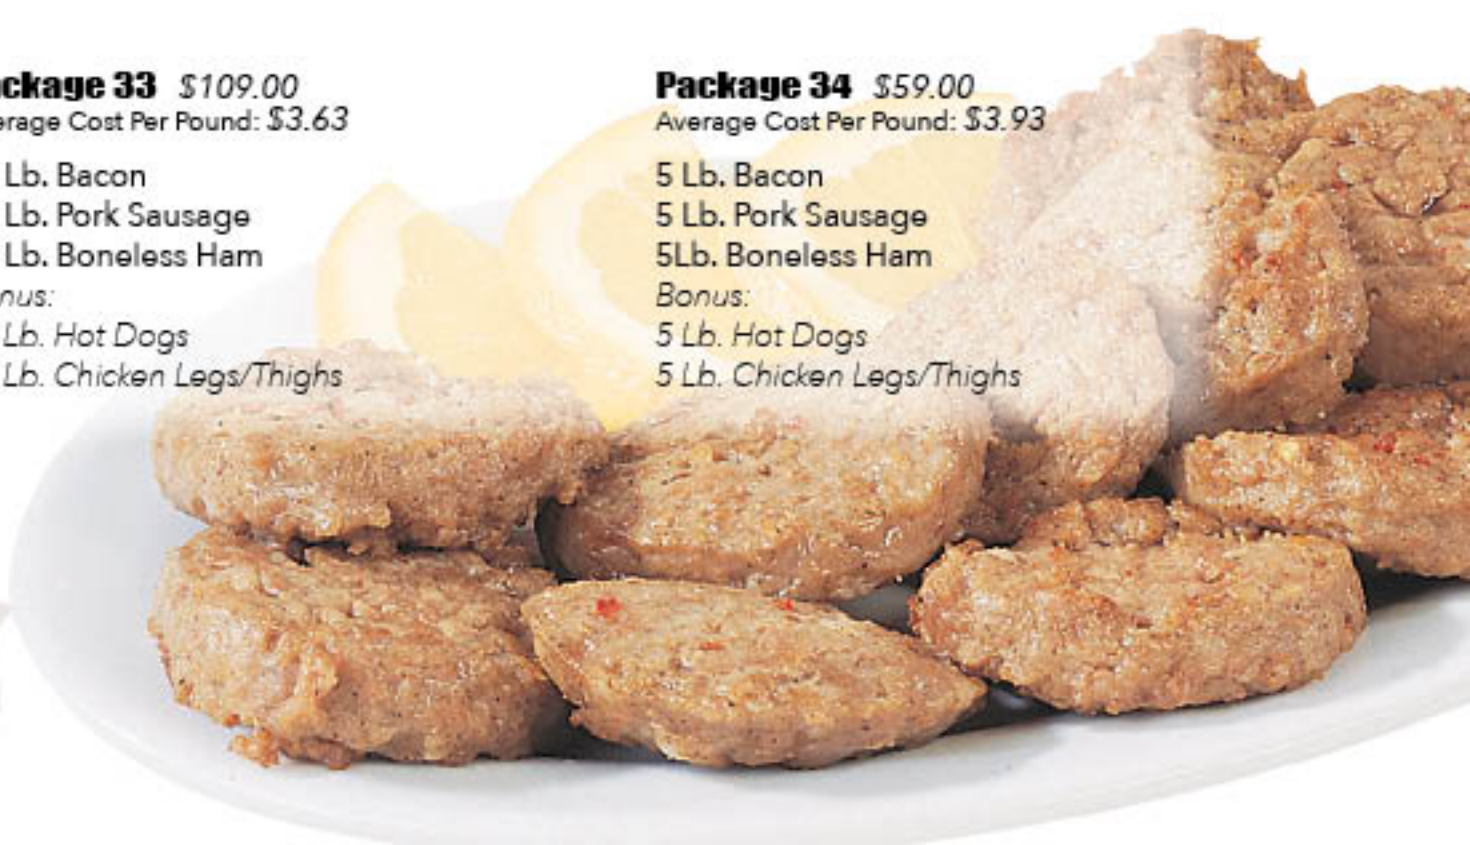 ckage 33 $109.00
erage Cost Per Pound: $3.63
Lb. Bacon
Lb. Pork Sausage
Lb. Boneless Ham
nus:
Lb. Hot Dogs
Lb. Chicken Legs/Thighs
Package 34 $59.00
Average Cost Per Pound: $3.93
5 Lb. Bacon
5 Lb. Pork Sausage
5Lb. Boneless Ham
Bonus:
5 Lb. Hot Dogs
5 Lb. Chicken Legs/Thighs